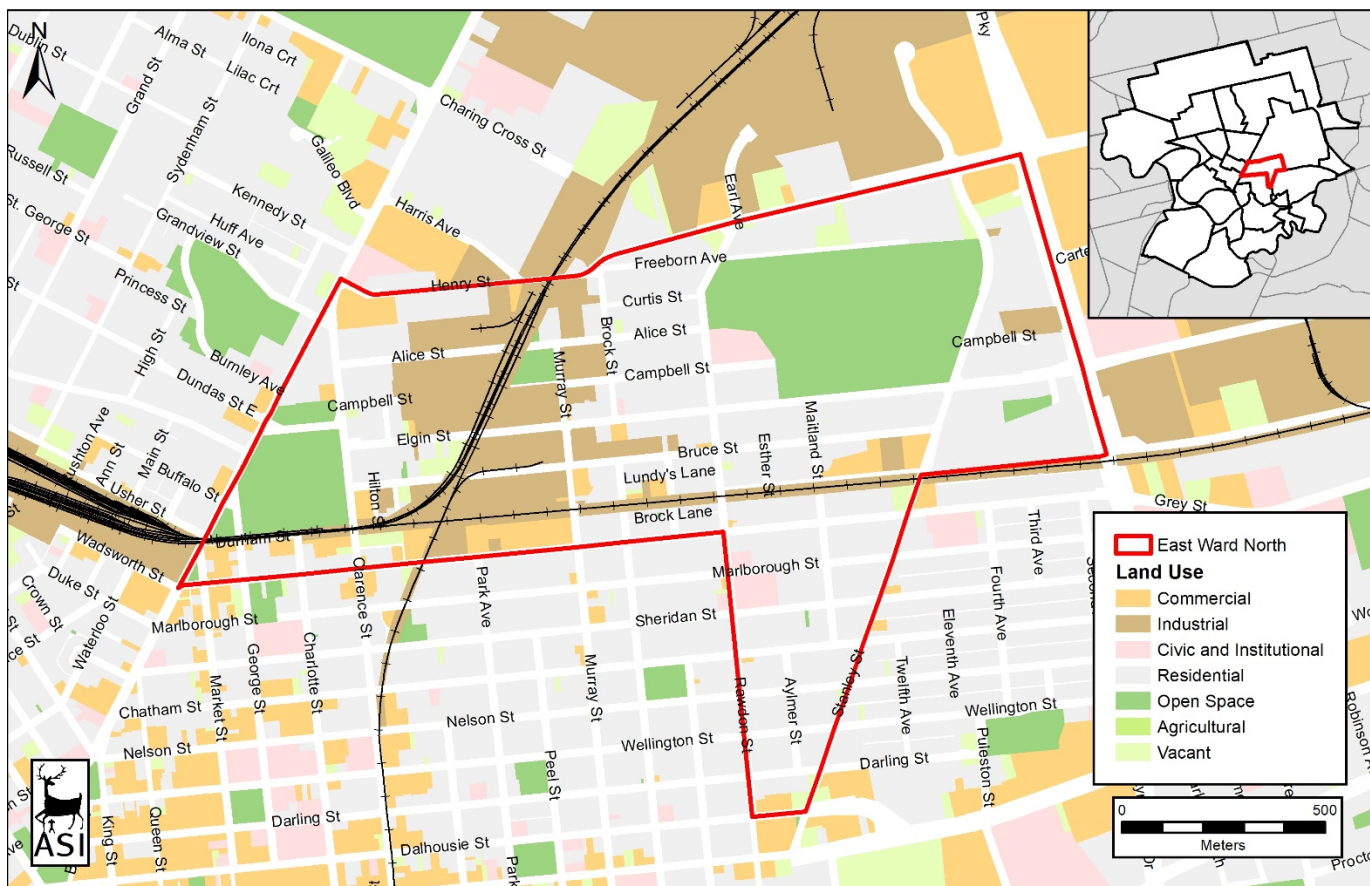 N
Dublin St
Alma St
Ilona Crt
Lilac Crt
Grand St
Sydenham St
Charing Cross St
Pky
Russell St
Galileo Blvd
Kennedy St
Huff Ave
Grandview St
Harris Ave
Earl Ave
St. George St
Princess St
Henry St
Freeborn Ave
Carte
St
Curtis St
High St
Burnley Ave
Alice St
Alice St
Brock St
Campbell St
Dundas St E
Campbell St
Murray St
Campbell St
Elgin St
Maitland St
Ann St
Main St
Buffalo St
Usher St
Hilton St
Bruce St
Esther St
Lundy's Lane
St
Durham St
Brock Lane
Grey St
Wadsworth St
Duke St
Crown St
Waterloo St
Clarence St
Park Ave
Marlborough St
Third Ave
Fourth Ave
Marlborough St
Sheridan St
Eleventh Ave
Twelfth Ave
George St
Charlotte St
Market St
Murray St
Rawdon St
Aylmer St
Stanley St
Chatham St
Nelson St
Nelson St
Wellington St
Wellington St
Peel St
Darling St
Puleston St
Darling St
King St
Queen St
Dalhousie St
Park
Robinson
Procto
East Ward North
Land Use
Commercial
Industrial
Civic and Institutional
Residential
Open Space
Agricultural
Vacant
0 500
Meters
ASI